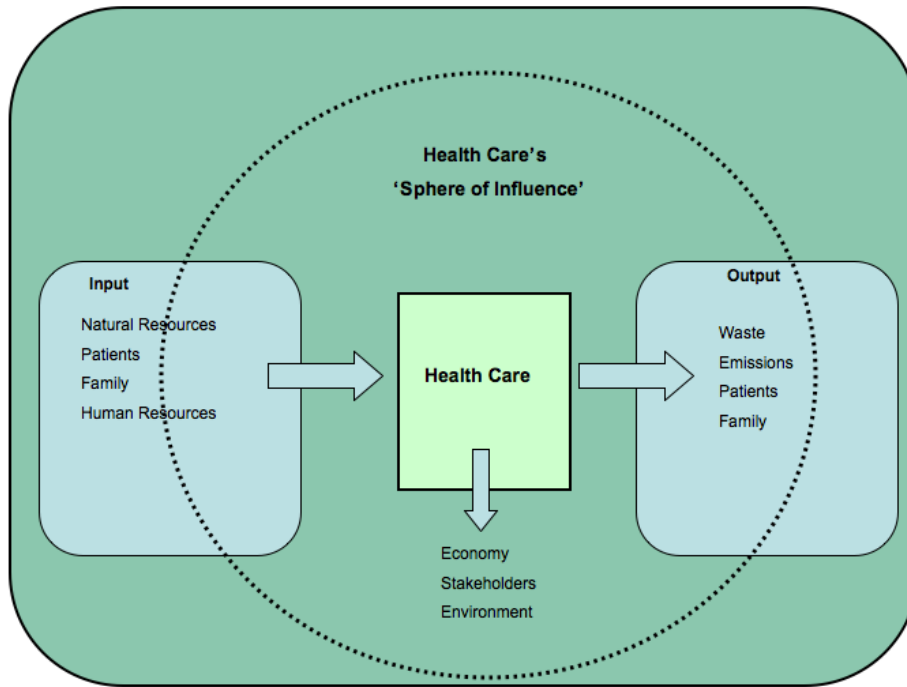 Health Care's
'Sphere of Influence'
Input
Natural Resources
Patients
Family
Human Resources
Health Care
Output
Waste
Emissions
Patients
Family
Economy
Stakeholders
Environment